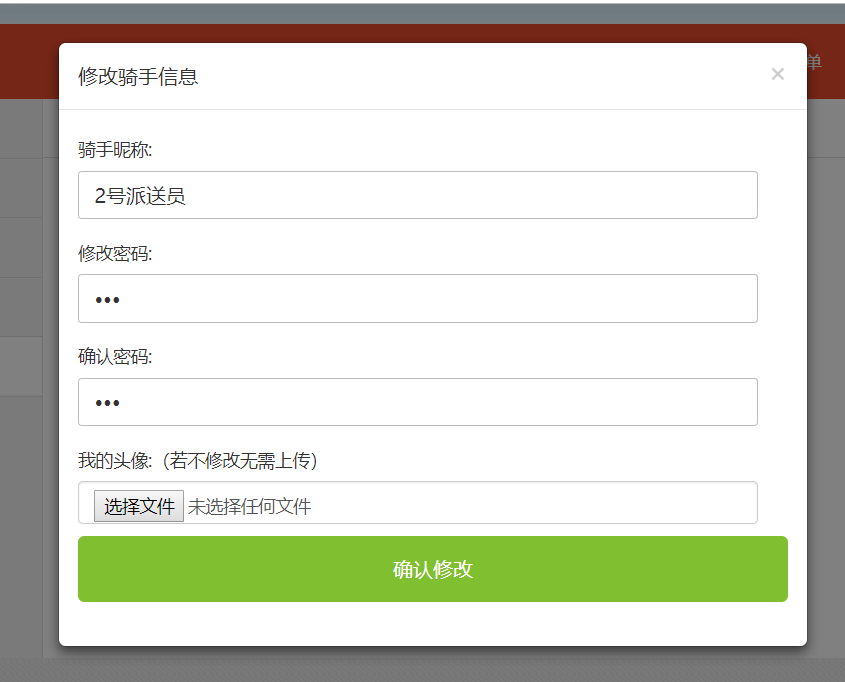 单
修改骑手信息
×
骑手昵称:
2号派送员
修改密码:
•••
确认密码:
•••
我的头像:（若不修改无需上传）
选择文件 未选择任何文件
确认修改